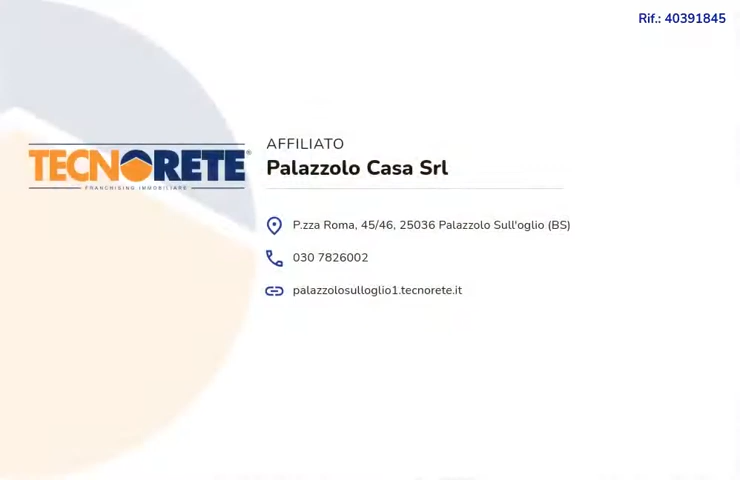 Rif.: 40391845
AFFILIATO
TECNORETE
Palazzolo Casa Srl
FRANCHISING IMMOBILIARE
P.zza Roma, 45/46, 25036 Palazzolo Sull'oglio (BS)
030 7826002
palazzolosulloglio1.tecnorete.it